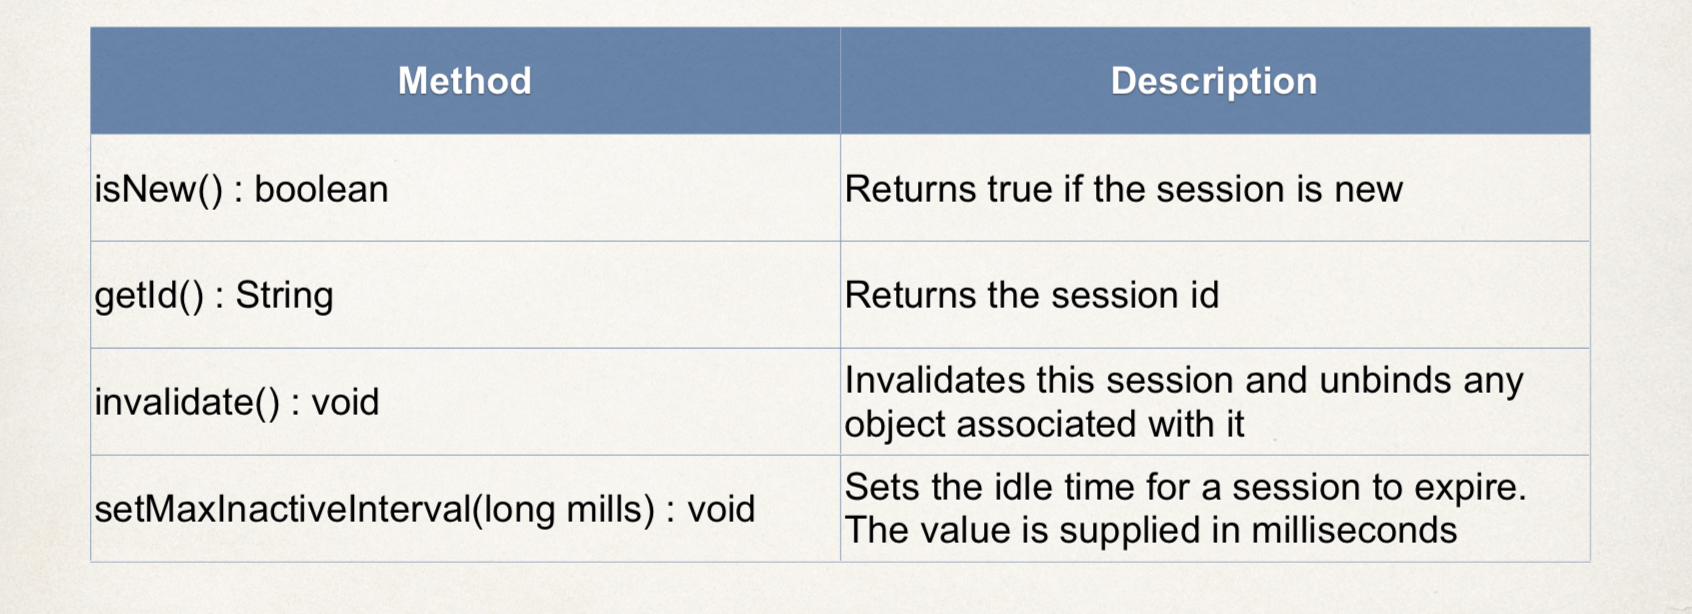 Method
Description
isNew() : boolean
Returns true if the session is new
getId() : String
Returns the session id
invalidate() : void
Invalidates this session and unbinds any
object associated with it
setMaxInactiveInterval(long mills) : void
Sets the idle time for a session to expire.
The value is supplied in milliseconds